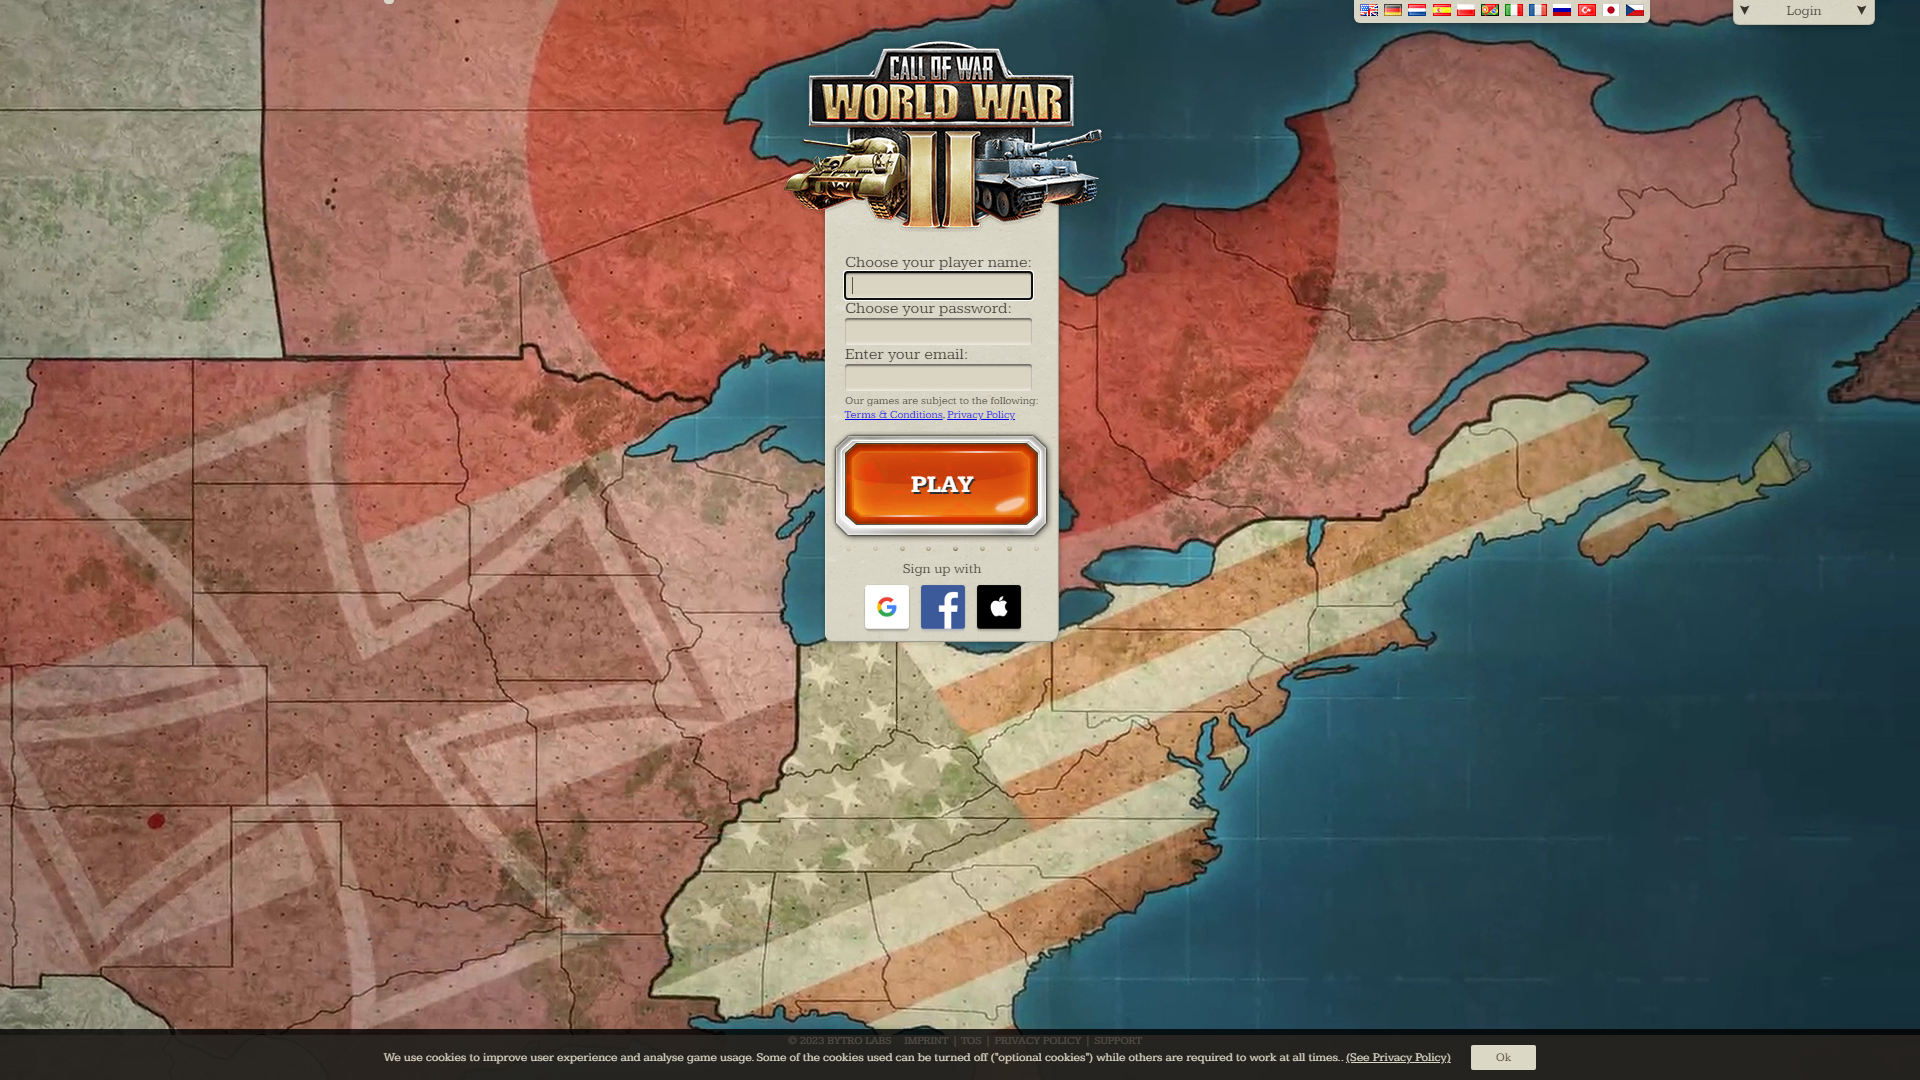 Login
CALL OF WAR
WORLD WAR
II
Choose your player name:
Choose your password:
Enter your email:
Our games are subject to the following:
Terms & Conditions, Privacy Policy
PLAY
Sign up with
© 2023 BYTRO LABS IMPRINT | TOS | PRIVACY POLICY | SUPPORT
We use cookies to improve user experience and analyse game usage. Some of the cookies used can be turned off ("optional cookies") while others are required to work at all times.. (See Privacy Policy)
Ok